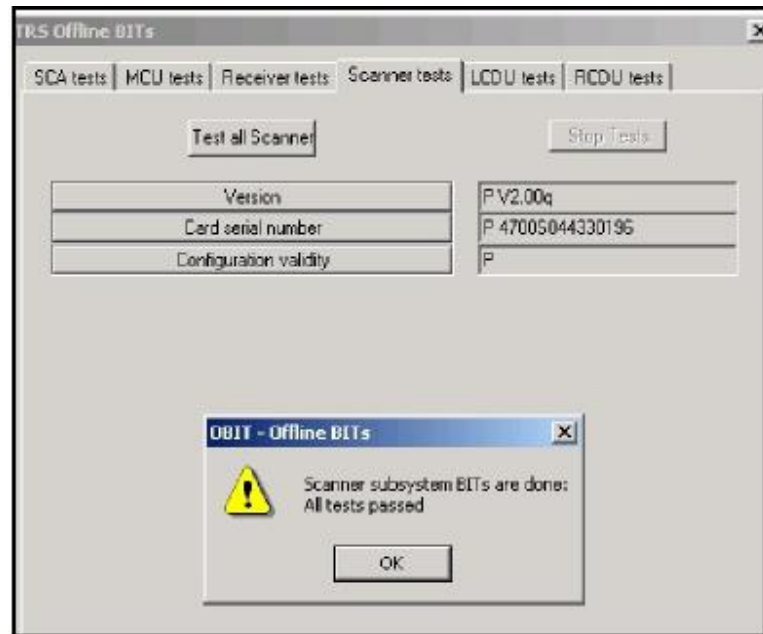 TRS Offline BITs
SCA tests MCU tests Receiver tests Scanner tests LCDU tests RCDU tests
Test all Scanner Stop Tests
Version P V2.00q
Card serial number P 4700S044330196
Configuration validity P
OBIT - Offline BITs
Scanner subsystem BITs are done:
All tests passed
OK